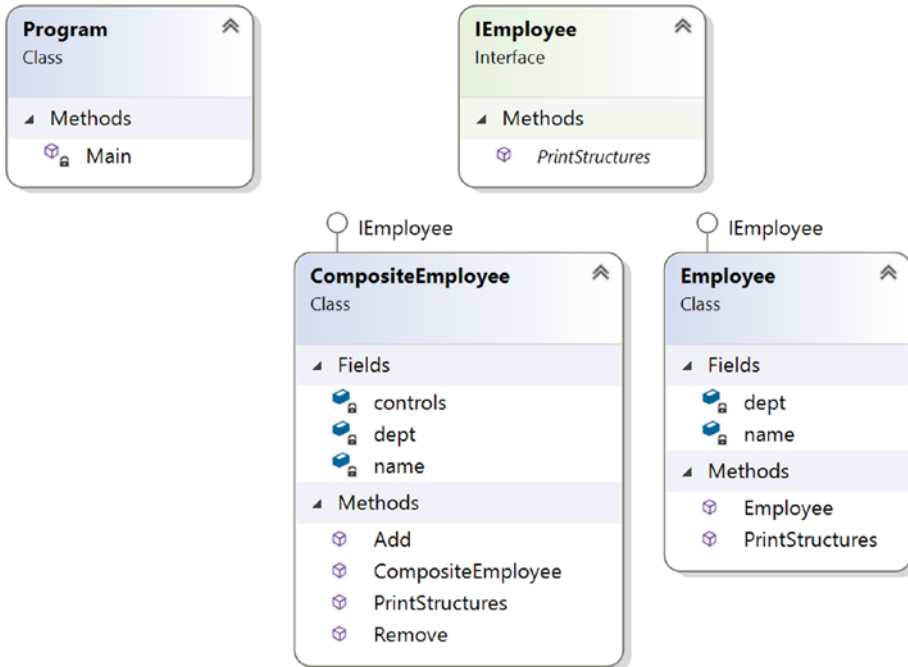 Program
Class
Methods
Main
IEmployee
Interface
Methods
PrintStructures
IEmployee
CompositeEmployee
Class
Fields
controls
dept
name
Methods
Add
CompositeEmployee
PrintStructures
Remove
IEmployee
Employee
Class
Fields
dept
name
Methods
Employee
PrintStructures